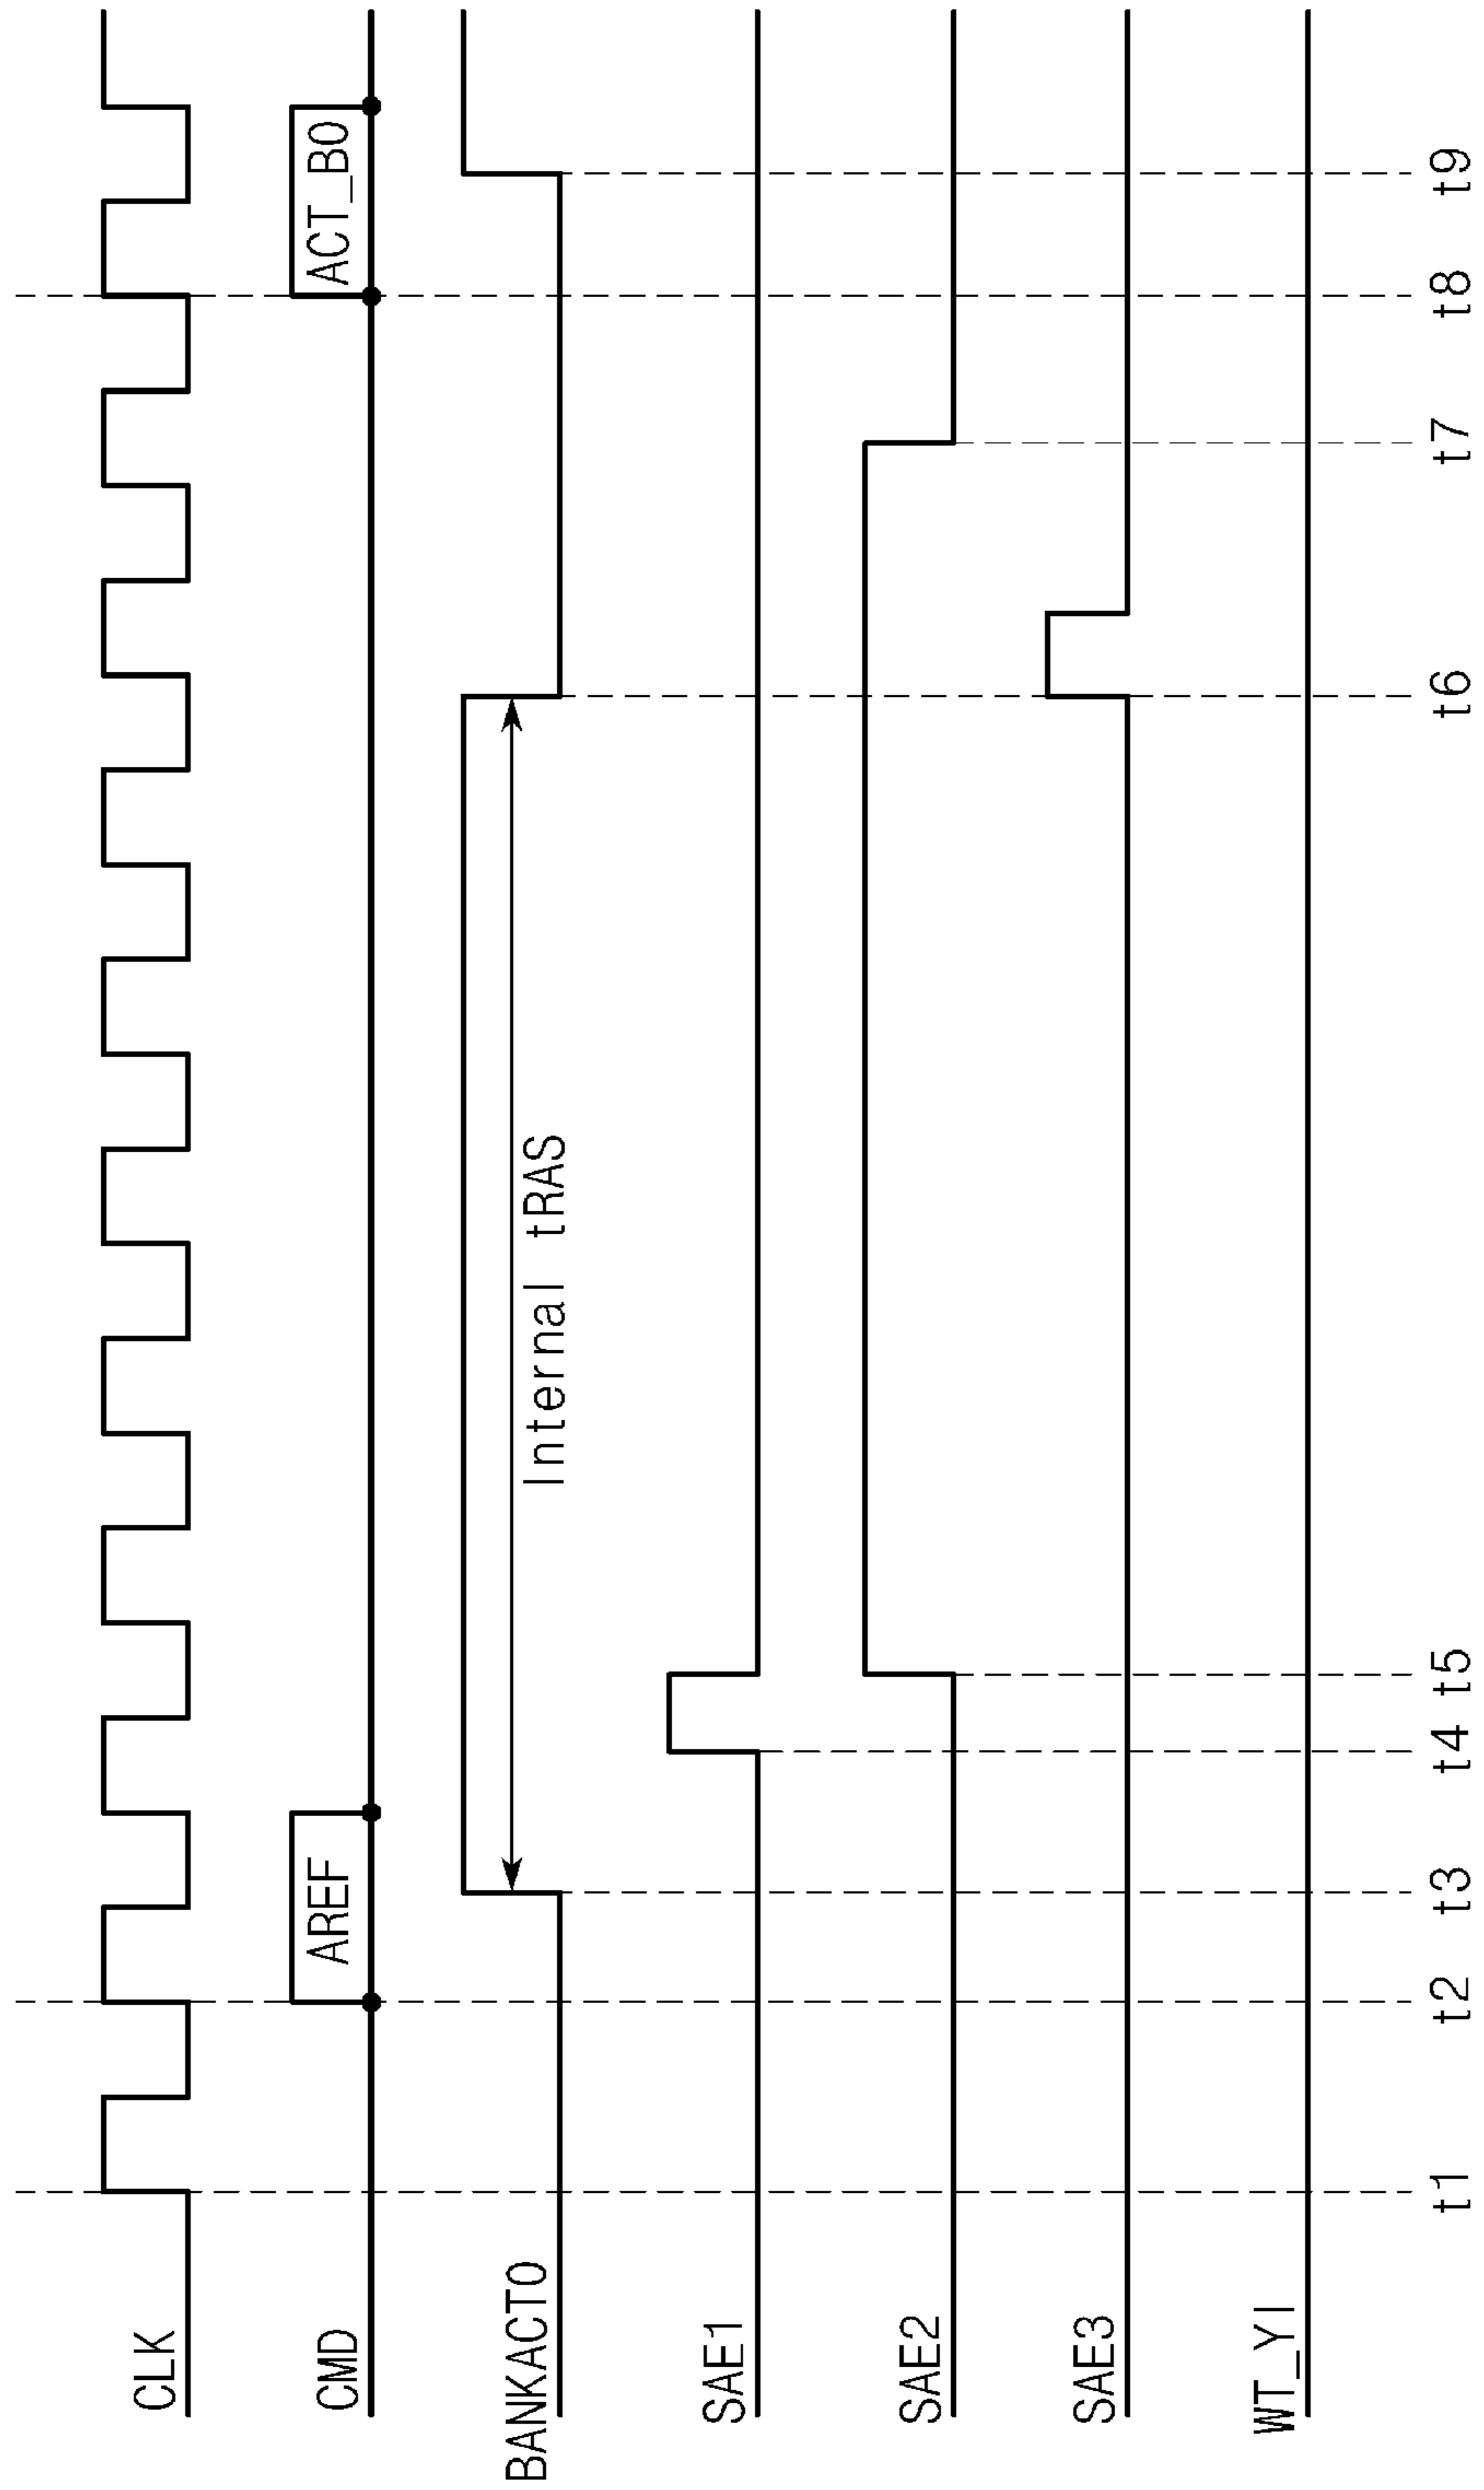 CLK
CMD
AREF
ACT_B0
BANKACT0
Internal tRAS
SAE1
SAE2
SAE3
WT_YI
t1 t2 t3 t4 t5 t6 t7 t8 t9